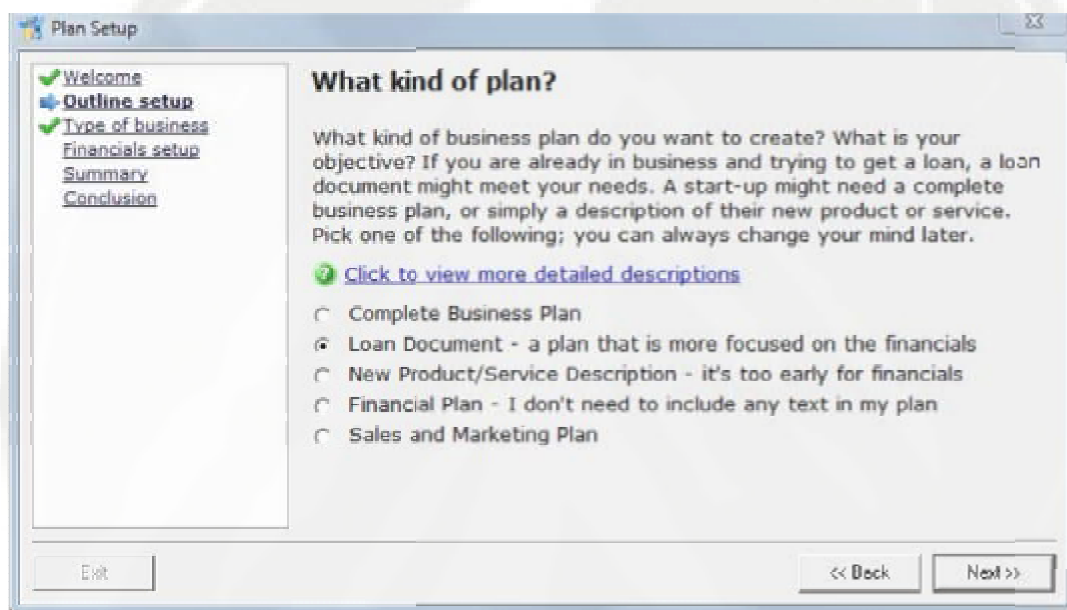 Plan Setup
Welcome
Outline setup
Type of business
Financials setup
Summary
Conclusion
What kind of plan?
What kind of business plan do you want to create? What is your
objective? If you are already in business and trying to get a loan, a loan
document might meet your needs. A start-up might need a complete
business plan, or simply a description of their new product or service.
Pick one of the following; you can always change your mind later.
Click to view more detailed descriptions
Complete Business Plan
Loan Document - a plan that is more focused on the financials
New Product/Service Description - it's too early for financials
Financial Plan - I don't need to include any text in my plan
Sales and Marketing Plan
Exit
<< Back
Next >>